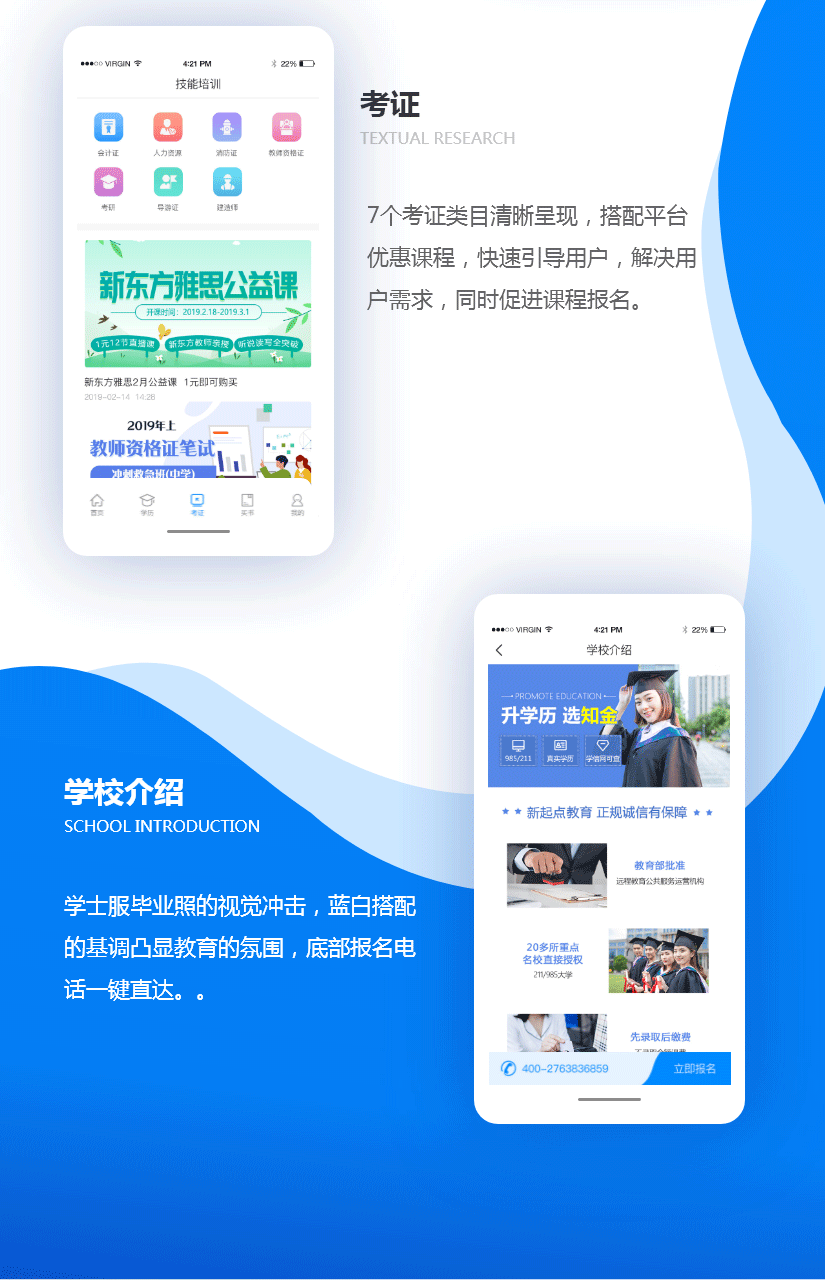 ●●●○○ VIRGIN
4:21 PM
22%
技能培训
会计证
人力资源
消防证
教师资格证
考研
导游证
建造师
新东方雅思公益课
开课时间：2019.2.18-2019.3.1
1元12节直播课
新东方教师亲授
听说读写全突破
新东方雅思2月公益课 1元即可购买
2019-02-14 14:28
2019年上
教师资格证笔试
冲刺救急班(中学)
首页
学历
考证
买书
我的
考证
TEXTUAL RESEARCH
7个考证类目清晰呈现，搭配平台
优惠课程，快速引导用户，解决用
户需求，同时促进课程报名。
●●●○○ VIRGIN
4:21 PM
22%
学校介绍
PROMOTE EDUCATION
升学历 选知金
985/211
真实学历
学信网可查
新起点教育 正规诚信有保障
教育部批准
远程教育公共服务运营机构
20多所重点
名校直接授权
211/985大学
先录取后缴费
400-2763836859
立即报名
学校介绍
SCHOOL INTRODUCTION
学士服毕业照的视觉冲击，蓝白搭配
的基调凸显教育的氛围，底部报名电
话一键直达。。